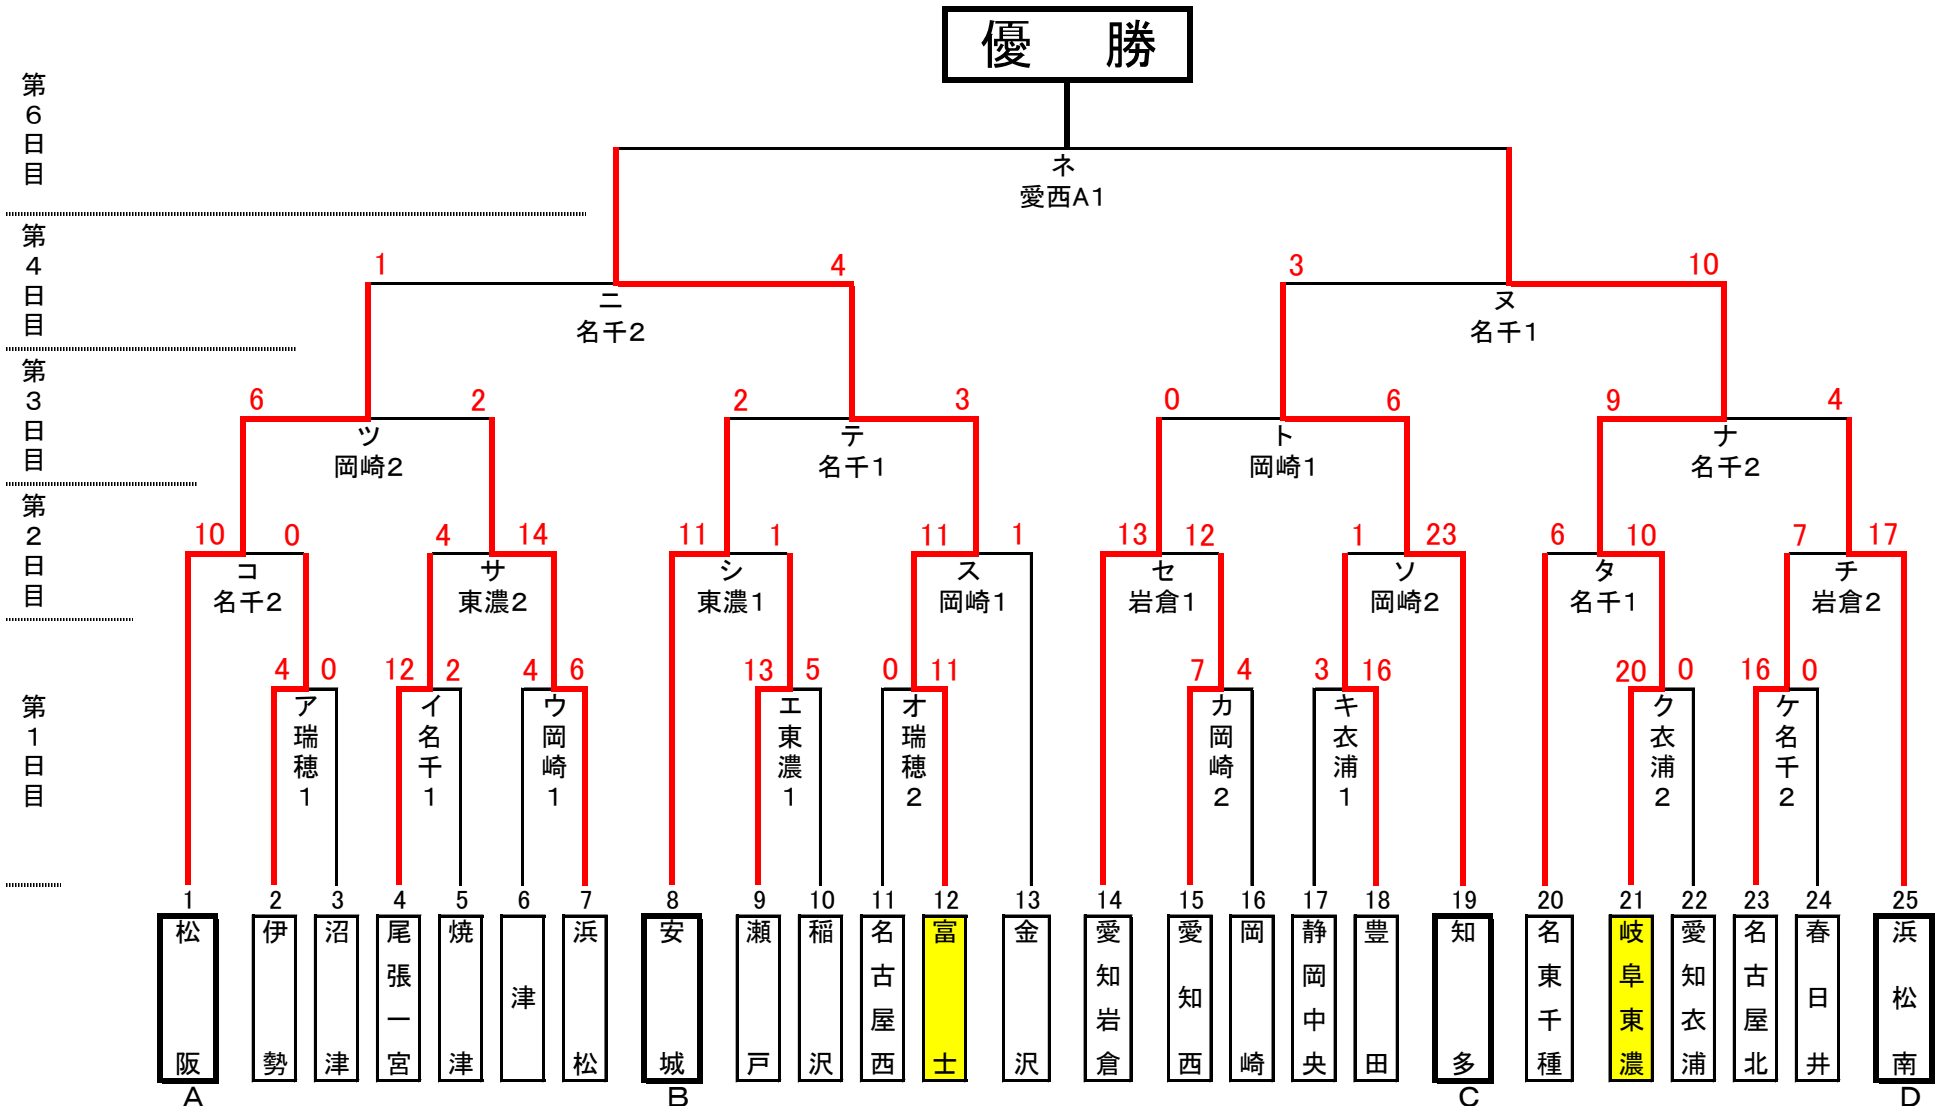 優 勝
第6日目
ネ
愛西A1
第4日目
1 4 3 10
ニ ヌ
名千2 名千1
第3日目
6 2 2 3 0 6 9 4
ツ テ ト ナ
岡崎2 名千1 岡崎1 名千2
第2日目
10 0 4 14 11 1 11 1 13 12 1 23 6 10 7 17
コ サ シ ス セ ソ タ チ
名千2 東濃2 東濃1 岡崎1 岩倉1 岡崎2 名千1 岩倉2
第1日目
4 0 12 2 4 6 13 5 0 11 7 4 3 16 20 0 16 0
ア瑞穂1
イ名千1
ウ岡崎1
エ東濃1
オ瑞穂2
カ岡崎2
キ衣浦1
ク衣浦2
ケ名千2
1 2 3 4 5 6 7 8 9 10 11 12 13 14 15 16 17 18 19 20 21 22 23 24 25
松阪
伊勢
沼津
尾張一宮
焼津
津
浜松
安城
瀬戸
稲沢
名古屋西
富士
金沢
愛知岩倉
愛知西
岡崎
静岡中央
豊田
知多
名東千種
岐阜東濃
愛知衣浦
名古屋北
春日井
浜松南
A B C D